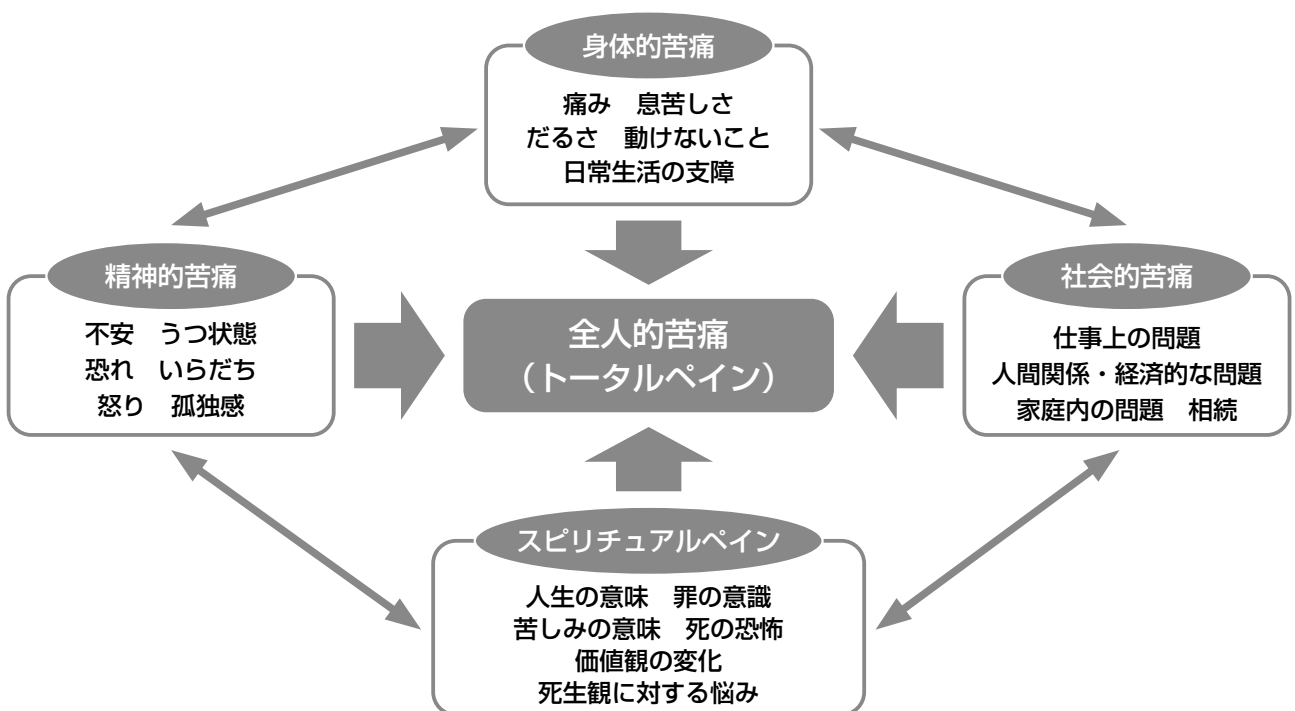 身体的苦痛
痛み　息苦しさ
だるさ　動けないこと
日常生活の支障
精神的苦痛
不安　うつ状態
恐れ　いらだち
怒り　孤独感
全人的苦痛
（トータルペイン）
社会的苦痛
仕事上の問題
人間関係・経済的な問題
家庭内の問題　相続
スピリチュアルペイン
人生の意味　罪の意識
苦しみの意味　死の恐怖
価値観の変化
死生観に対する悩み